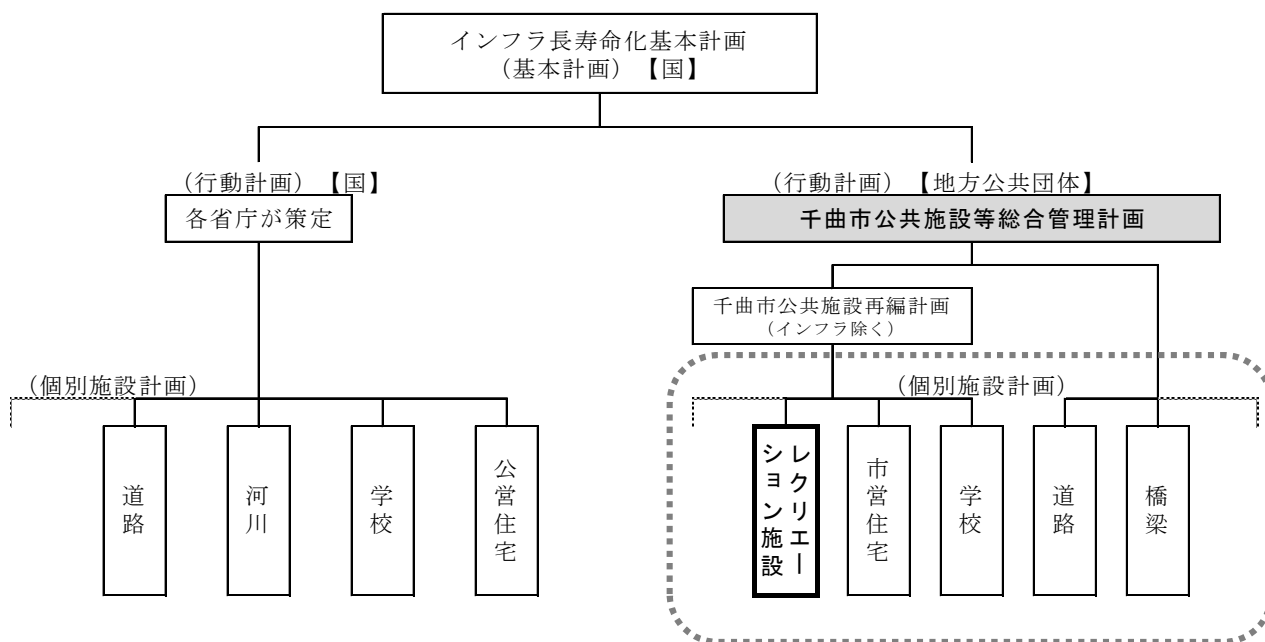 インフラ長寿命化基本計画
(基本計画)【国】
(行動計画)【国】
各省庁が策定
(行動計画)【地方公共団体】
千曲市公共施設等総合管理計画
千曲市公共施設再編計画
(インフラ除く)
(個別施設計画)
道路
河川
学校
公営住宅
(個別施設計画)
レクリエー
ション施設
市営住宅
学校
道路
橋梁